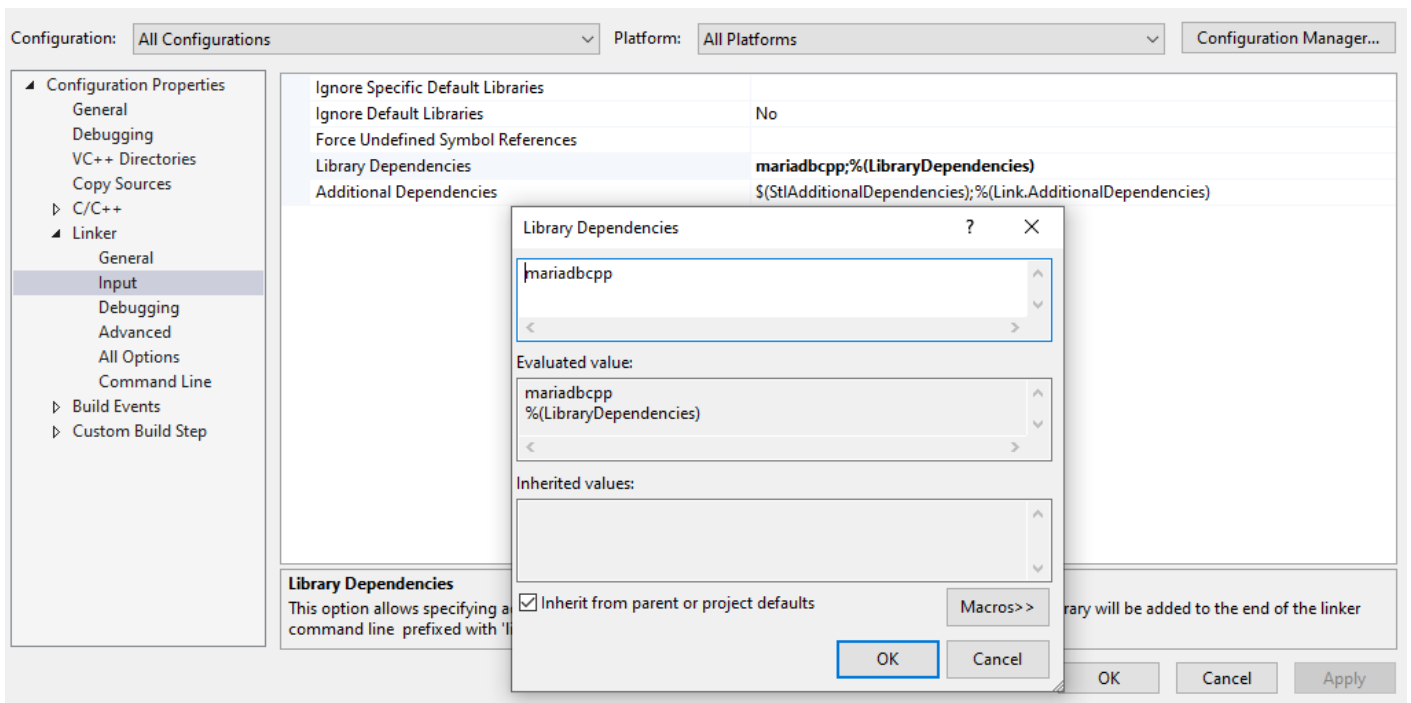 Configuration: All Configurations Platform: All Platforms Configuration Manager...
Configuration Properties
General
Debugging
VC++ Directories
Copy Sources
C/C++
Linker
General
Input
Debugging
Advanced
All Options
Command Line
Build Events
Custom Build Step
Ignore Specific Default Libraries
Ignore Default Libraries No
Force Undefined Symbol References
Library Dependencies mariadbcpp;%(LibraryDependencies)
Additional Dependencies $(StlAdditionalDependencies);%(Link.AdditionalDependencies)
Library Dependencies ?
mariadbcpp
Evaluated value:
mariadbcpp
%(LibraryDependencies)
Inherited values:
Inherit from parent or project defaults
Macros>>
OK Cancel
Library Dependencies
This option allows specifying a rary will be added to the end of the linker
command line prefixed with 'li
OK Cancel Apply